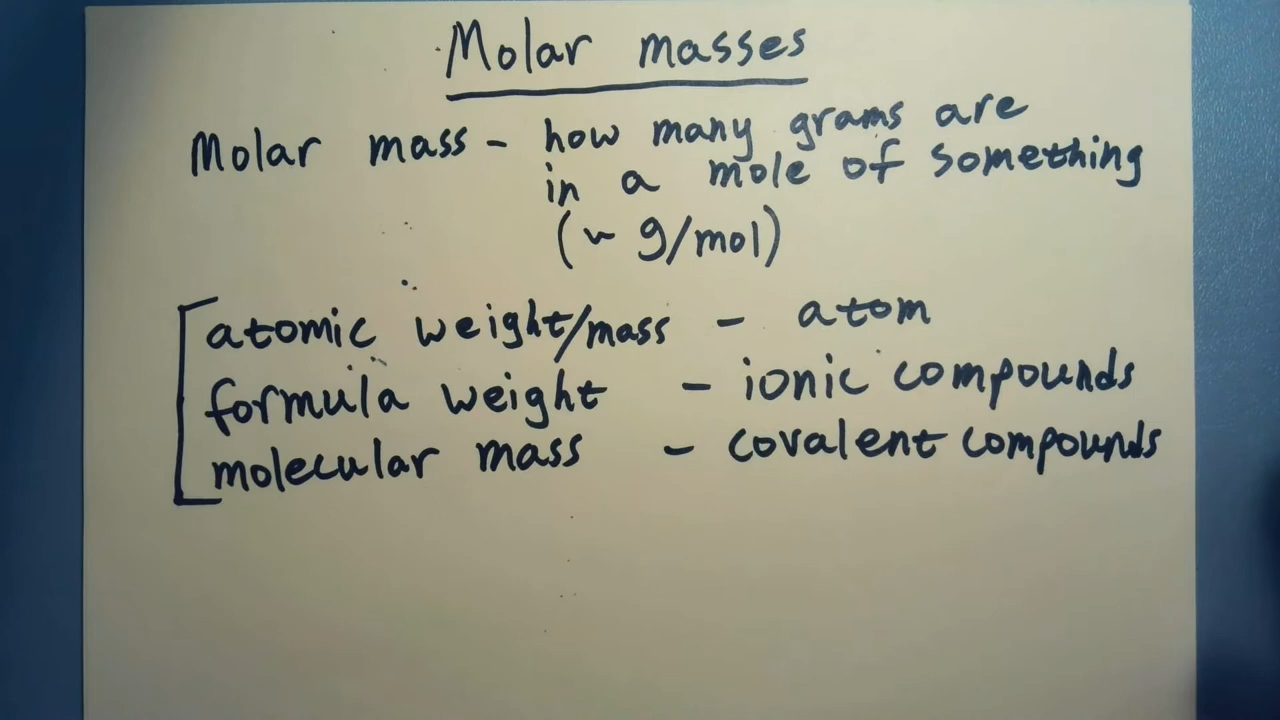 Molar masses
Molar mass - how many grams are
in a mole of something
(~ g/mol)
atomic weight/mass - atom
formula weight - ionic compounds
molecular mass - covalent compounds